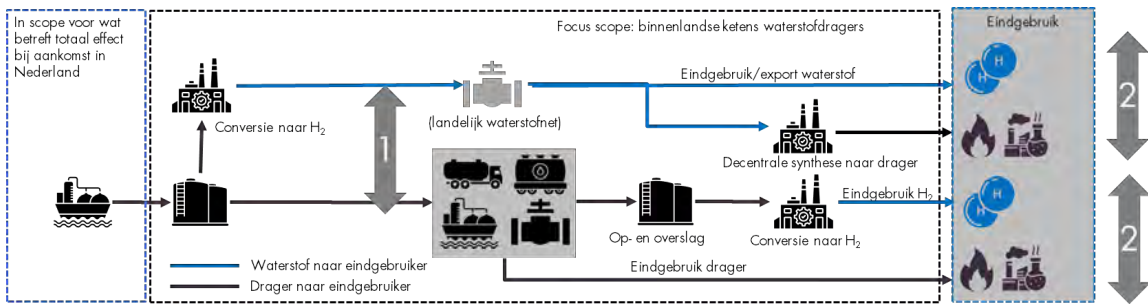 In scope voor wat
betreft totaal effect
bij aankomst in
Nederland
Focus scope: binnenlandse ketens waterstofdragers
Eindgebruik
Conversie naar H2
1
(landelijk waterstofnet)
Eindgebruik/export waterstof
H
H
2
Decentrale synthese naar drager
Op- en overslag
Conversie naar H2
Eindgebruik H2
H
H
2
Eindgebruik drager
Waterstof naar eindgebruiker
Drager naar eindgebruiker